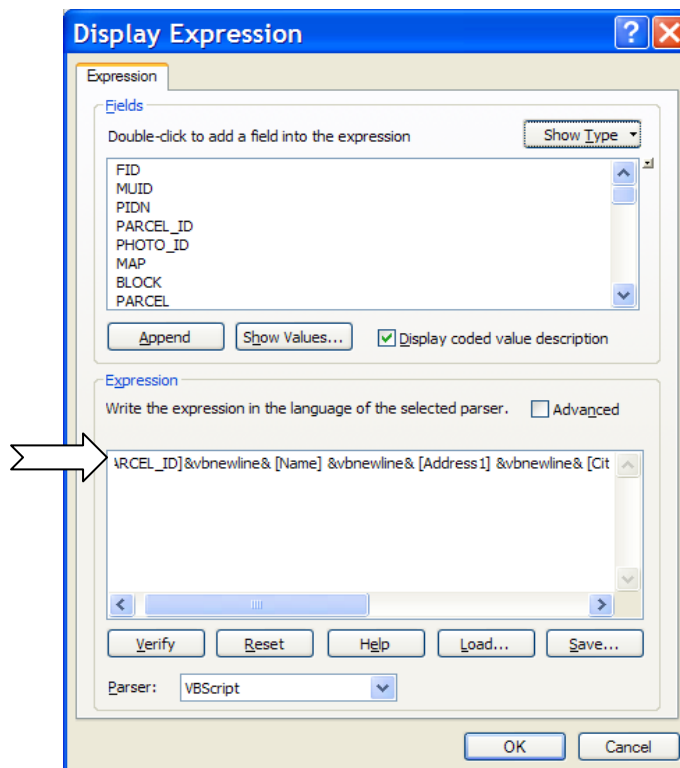 Display Expression
Expression
Fields
Double-click to add a field into the expression
Show Type
FID
MUID
PIDN
PARCEL_ID
PHOTO_ID
MAP
BLOCK
PARCEL
Append Show Values... Display coded value description
Expression
Write the expression in the language of the selected parser. Advanced
ARCEL_ID]&vbnewline& [Name] &vbnewline& [Address1] &vbnewline& [Cit
Verify Reset Help Load... Save...
Parser: VBScript
OK Cancel